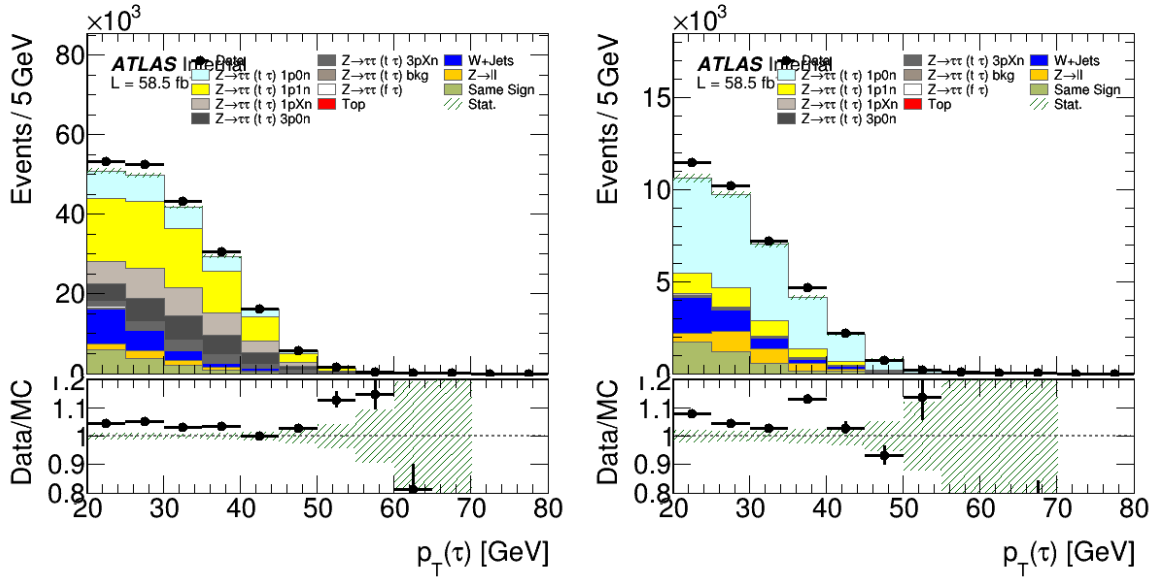 ×10³
Events / 5 GeV
80
60
40
20
0
ATLAS Internal
L = 58.5 fb
Data
Z→ττ (t τ) 1p0n
Z→ττ (t τ) 1p1n
Z→ττ (t τ) 1pXn
Z→ττ (t τ) 3p0n
Z→ττ (t τ) 3pXn
Z→ττ (t τ) bkg
Z→ττ (f τ)
Top
W+Jets
Z→ll
Same Sign
Stat.
Data/MC
1.2
1.1
1
0.9
0.8
20 30 40 50 60 70 80
p_T(τ) [GeV]
×10³
Events / 5 GeV
15
10
5
0
ATLAS Internal
L = 58.5 fb
Data
Z→ττ (t τ) 1p0n
Z→ττ (t τ) 1p1n
Z→ττ (t τ) 1pXn
Z→ττ (t τ) 3p0n
Z→ττ (t τ) 3pXn
Z→ττ (t τ) bkg
Z→ττ (f τ)
Top
W+Jets
Z→ll
Same Sign
Stat.
Data/MC
1.2
1.1
1
0.9
0.8
20 30 40 50 60 70 80
p_T(τ) [GeV]